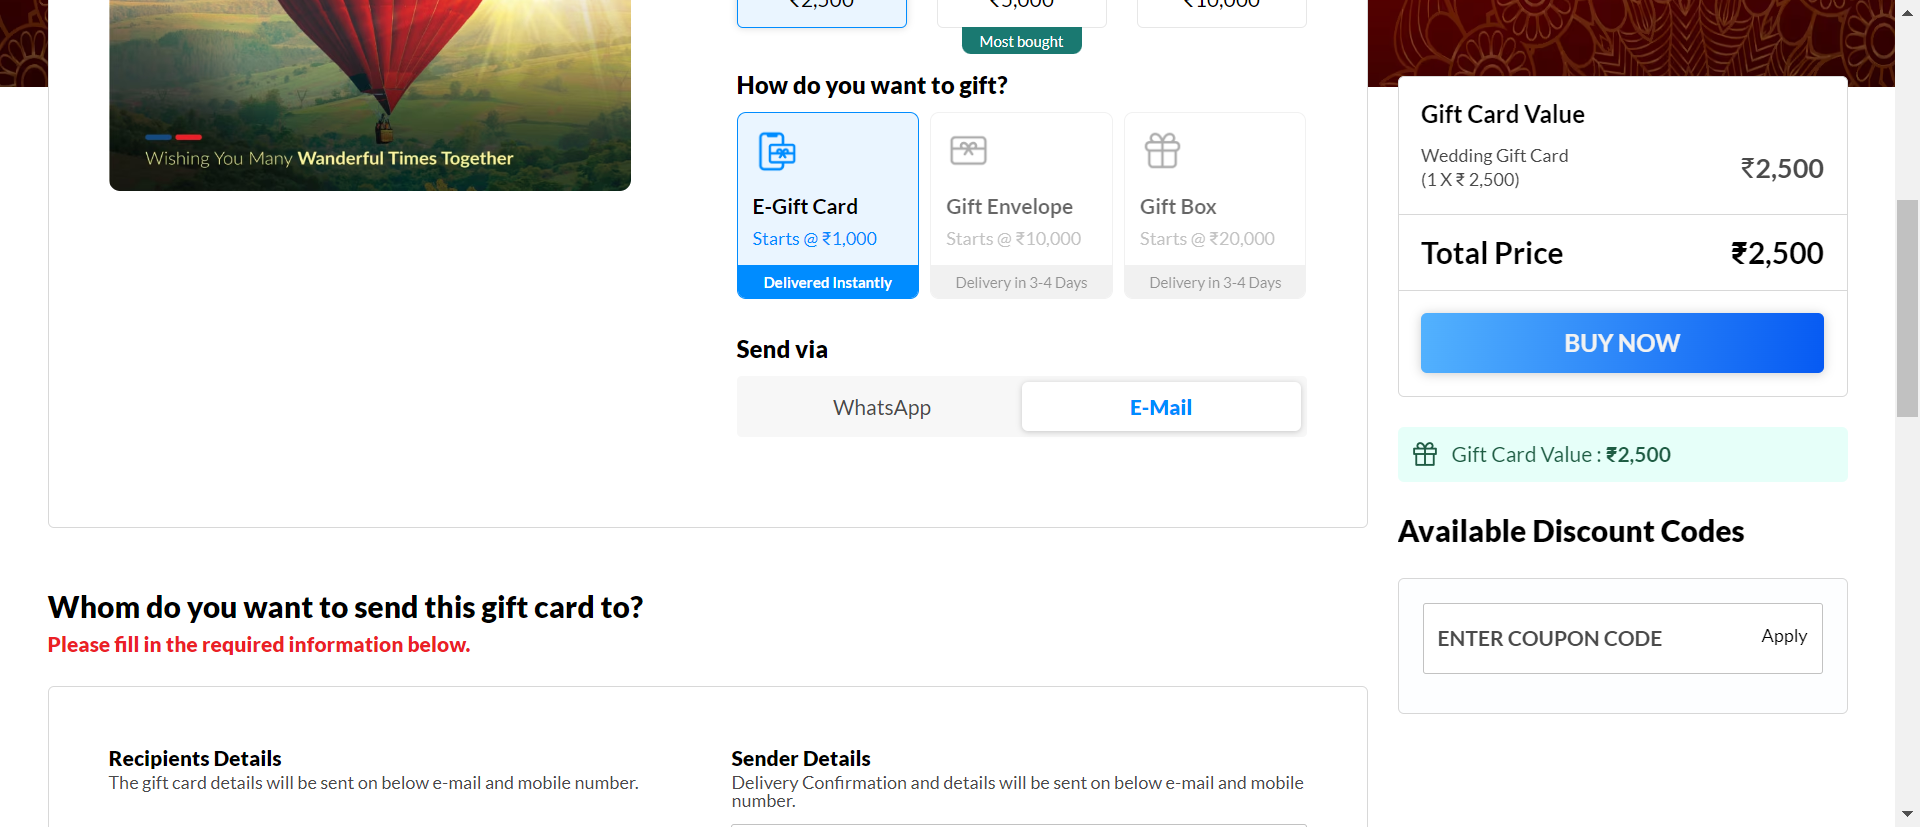 ₹2,500
₹5,000
₹10,000
Most bought
How do you want to gift?
E-Gift Card
Starts @ ₹1,000
Delivered Instantly
Gift Envelope
Starts @ ₹10,000
Delivery in 3-4 Days
Gift Box
Starts @ ₹20,000
Delivery in 3-4 Days
Send via
WhatsApp
E-Mail
Wishing You Many Wanderful Times Together
Gift Card Value
Wedding Gift Card
(1 X ₹ 2,500)
₹2,500
Total Price
₹2,500
BUY NOW
Gift Card Value : ₹2,500
Available Discount Codes
ENTER COUPON CODE
Apply
Whom do you want to send this gift card to?
Please fill in the required information below.
Recipients Details
The gift card details will be sent on below e-mail and mobile number.
Sender Details
Delivery Confirmation and details will be sent on below e-mail and mobile
number.